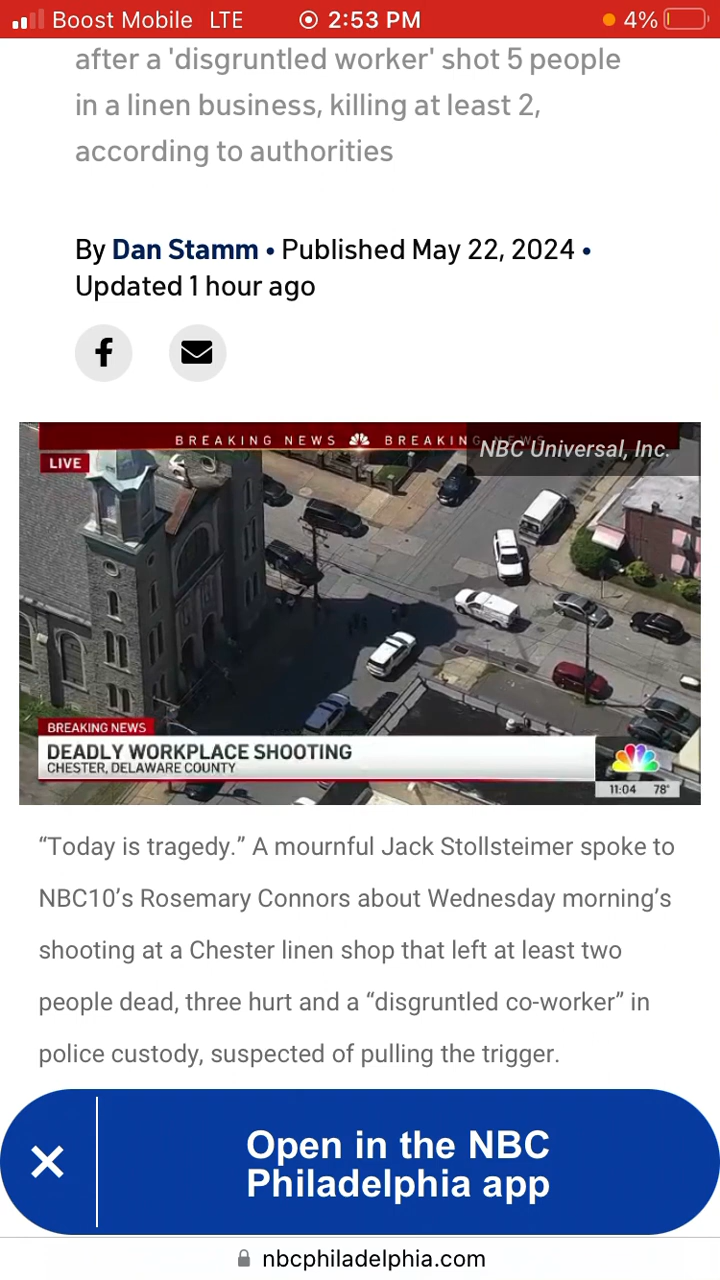 Boost Mobile LTE 2:53 PM 4%
after a 'disgruntled worker' shot 5 people
in a linen business, killing at least 2,
according to authorities
By Dan Stamm • Published May 22, 2024 •
Updated 1 hour ago
BREAKING NEWS BREAKING NEWS
NBC Universal, Inc.
LIVE
BREAKING NEWS
DEADLY WORKPLACE SHOOTING
CHESTER, DELAWARE COUNTY
11:04 78°
“Today is tragedy.” A mournful Jack Stollsteimer spoke to
NBC10’s Rosemary Connors about Wednesday morning’s
shooting at a Chester linen shop that left at least two
people dead, three hurt and a “disgruntled co-worker” in
police custody, suspected of pulling the trigger.
Open in the NBC
Philadelphia app
nbcphiladelphia.com